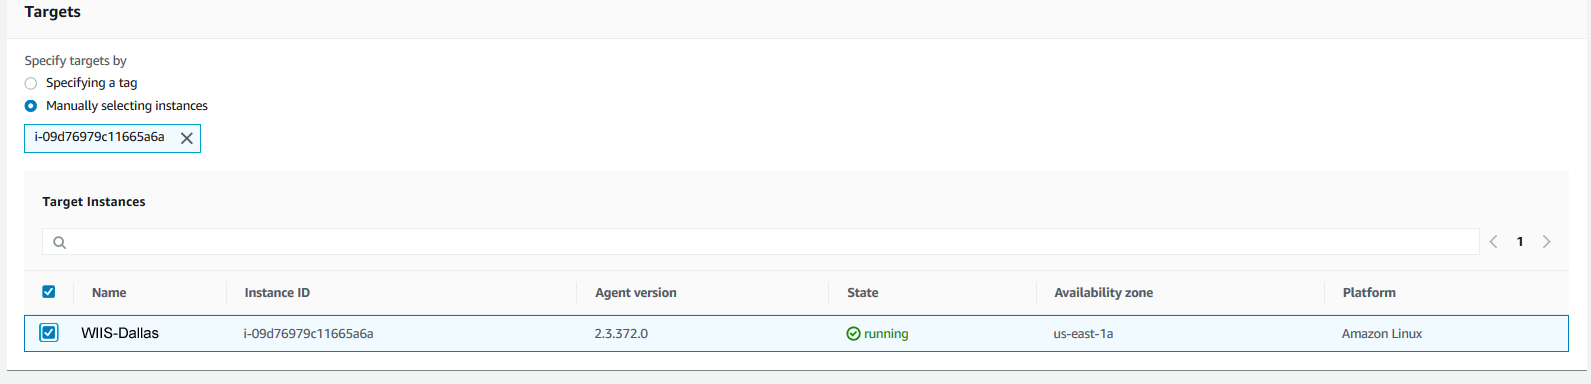 Targets
Specify targets by
Specifying a tag
Manually selecting instances
i-09d76979c11665a6a
Target Instances
1
Name Instance ID Agent version State Availability zone Platform
WIIS-Dallas i-09d76979c11665a6a 2.3.372.0 running us-east-1a Amazon Linux